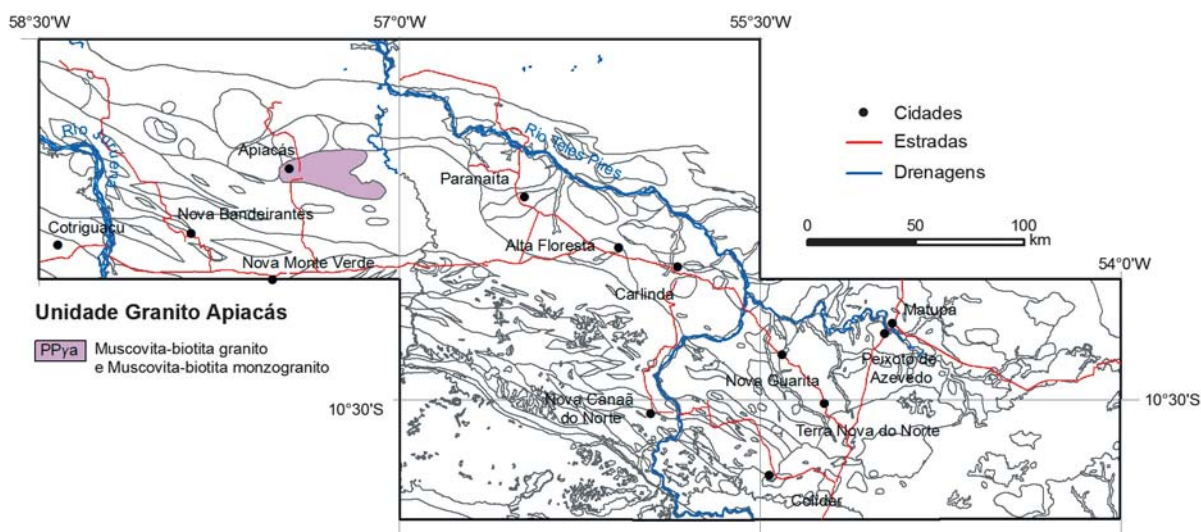 58°30'W
57°0'W
55°30'W
Rio Juruena
Apiacás
Rio Teles Pires
Paranaíta
Cidades
Estradas
Drenagens
Cotriguaçu
Nova Bandeirantes
Alta Floresta
0 50 100
km
Nova Monte Verde
54°0'W
Carlinda
Unidade Granito Apiacás
PPγa Muscovita-biotita granito
e Muscovita-biotita monzogranito
Matupá
Peixoto de
Azevedo
Nova Guarita
10°30'S
Nova Canaã
do Norte
10°30'S
Terra Nova do Norte
Colíder